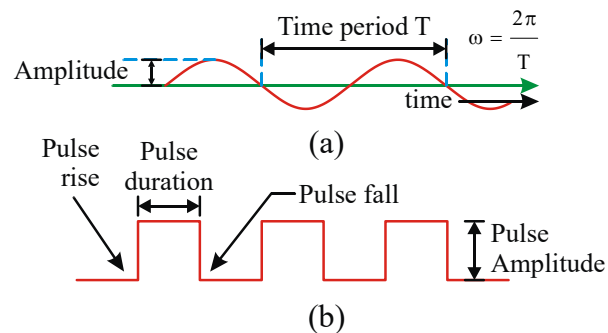 Time period T
ω = 2π
T
Amplitude
time
(a)
Pulse
rise
Pulse
duration
Pulse fall
Pulse
Amplitude
(b)